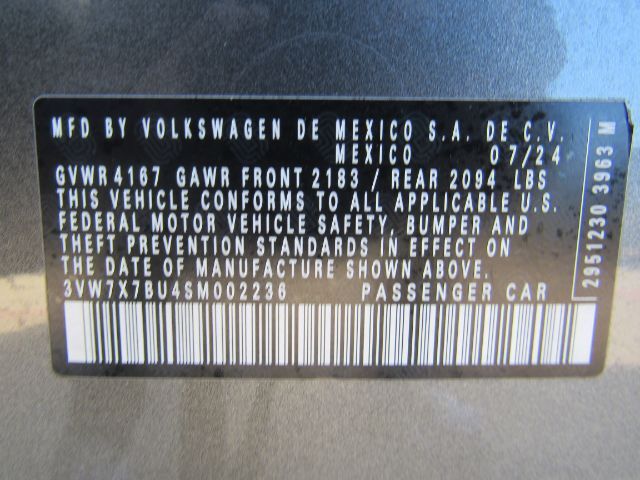 MFD BY VOLKSWAGEN DE MEXICO S.A. DE C.V.
MEXICO 07/24
GVWR 4167 GAWR FRONT 2183 / REAR 2094 LBS
THIS VEHICLE CONFORMS TO ALL APPLICABLE U.S.
FEDERAL MOTOR VEHICLE SAFETY, BUMPER AND
THEFT PREVENTION STANDARDS IN EFFECT ON
THE DATE OF MANUFACTURE SHOWN ABOVE.
3VW7X7BU4SM002236 PASSENGER CAR
2951230 3963 M